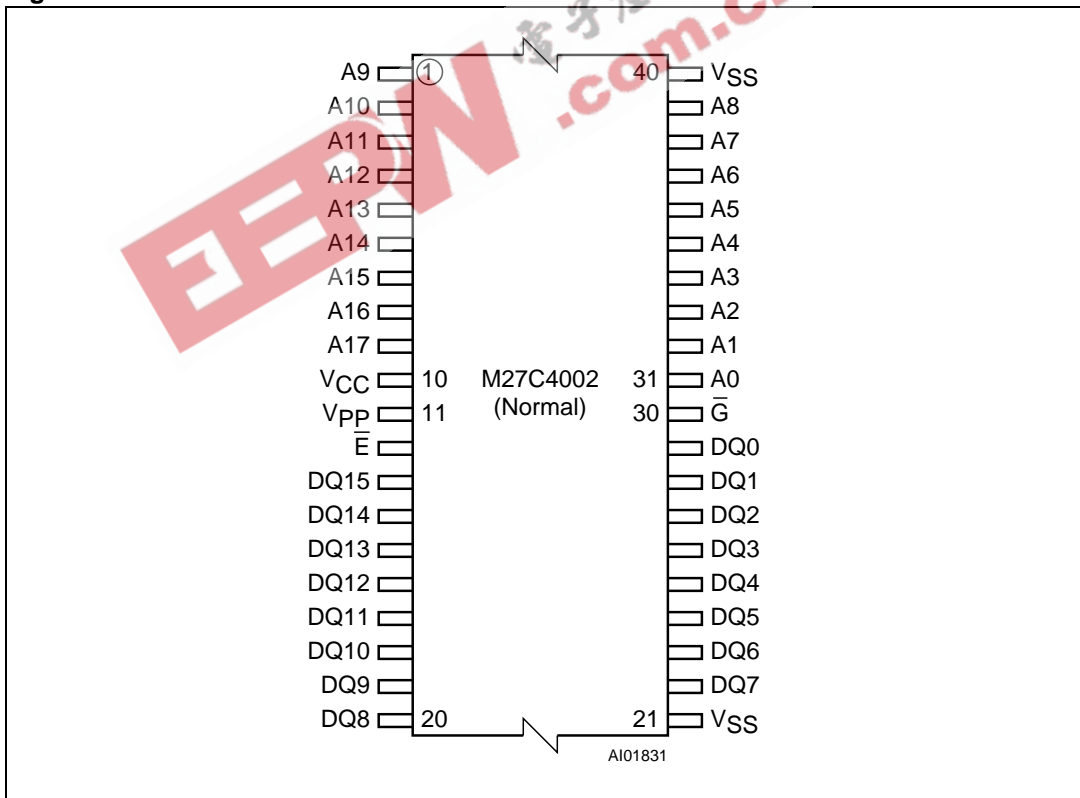 A9 1 40 VSS
A10 A8
A11 A7
A12 A6
A13 A5
A14 A4
A15 A3
A16 A2
A17 A1
VCC 10 M27C4002 31 A0
VPP 11 (Normal) 30 G̅
E̅ DQ0
DQ15 DQ1
DQ14 DQ2
DQ13 DQ3
DQ12 DQ4
DQ11 DQ5
DQ10 DQ6
DQ9 DQ7
DQ8 20 21 VSS
AI01831
EEPW
.com.c